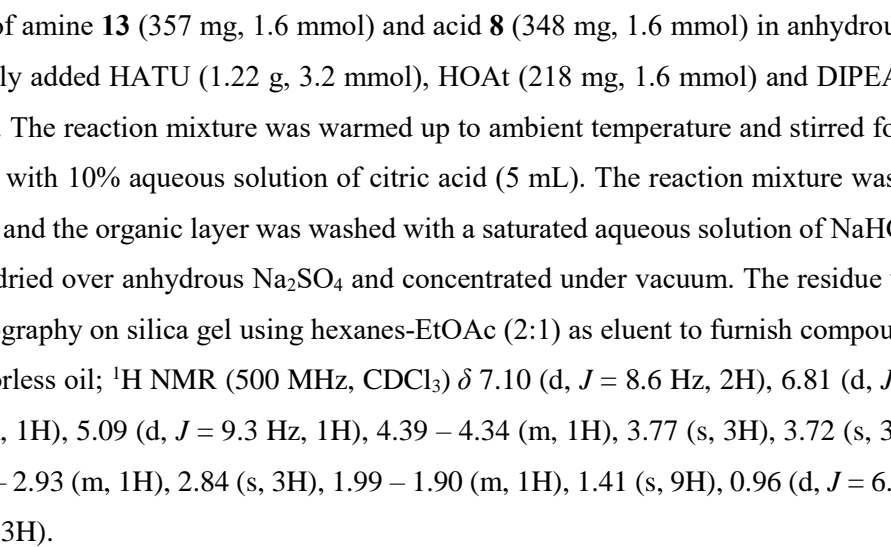 of amine 13 (357 mg, 1.6 mmol) and acid 8 (348 mg, 1.6 mmol) in anhydrou
ly added HATU (1.22 g, 3.2 mmol), HOAt (218 mg, 1.6 mmol) and DIPEA
. The reaction mixture was warmed up to ambient temperature and stirred fo
with 10% aqueous solution of citric acid (5 mL). The reaction mixture was
and the organic layer was washed with a saturated aqueous solution of NaHC
dried over anhydrous Na₂SO₄ and concentrated under vacuum. The residue
ography on silica gel using hexanes-EtOAc (2:1) as eluent to furnish compou
orless oil; ¹H NMR (500 MHz, CDCl₃) δ 7.10 (d, J = 8.6 Hz, 2H), 6.81 (d, J
, 1H), 5.09 (d, J = 9.3 Hz, 1H), 4.39 – 4.34 (m, 1H), 3.77 (s, 3H), 3.72 (s, 3
– 2.93 (m, 1H), 2.84 (s, 3H), 1.99 – 1.90 (m, 1H), 1.41 (s, 9H), 0.96 (d, J = 6.
3H).